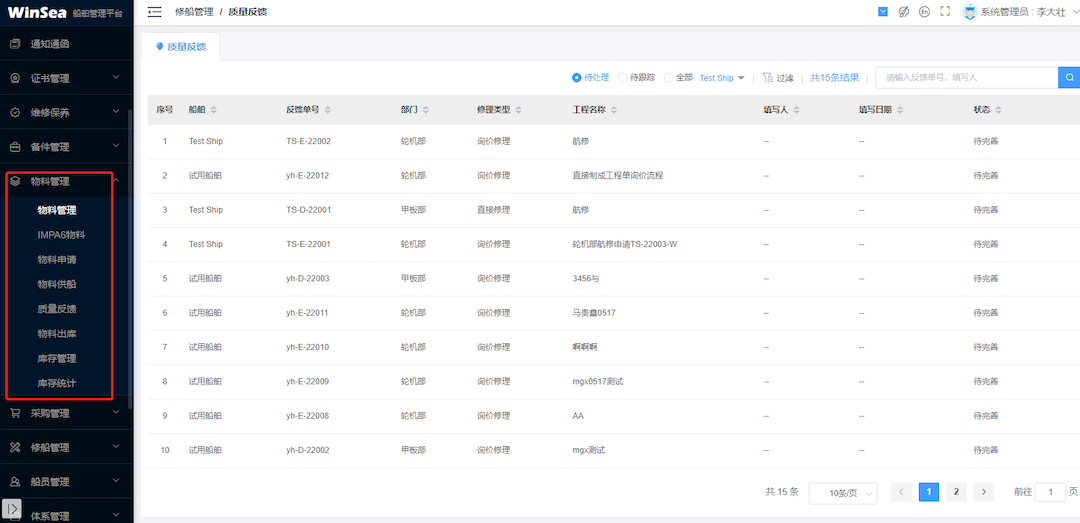 WinSea 船舶管理平台
通知通函
证书管理
维修保养
备件管理
物料管理
物料管理
IMPA6物料
物料申请
物料供船
质量反馈
物料出库
库存管理
库存统计
采购管理
修船管理
船员管理
体系管理
修船管理 / 质量反馈
En 系统管理员 : 李大壮
质量反馈
待处理 待跟踪 全部 Test Ship 过滤 共15条结果 请输入反馈单号、填写人
序号 船舶 反馈单号 部门 修理类型 工程名称 填写人 填写日期 状态
1 Test Ship TS-E-22002 轮机部 询价修理 航修 -- -- 待完善
2 试用船舶 yh-E-22012 轮机部 询价修理 直接制成工程单询价流程 -- -- 待完善
3 Test Ship TS-D-22001 甲板部 直接修理 航修 -- -- 待完善
4 Test Ship TS-E-22001 轮机部 询价修理 轮机部航修申请TS-22003-W -- -- 待完善
5 试用船舶 yh-D-22003 甲板部 询价修理 3456与 -- -- 待完善
6 试用船舶 yh-E-22011 轮机部 询价修理 马贵鑫0517 -- -- 待完善
7 试用船舶 yh-E-22010 轮机部 询价修理 啊啊啊 -- -- 待完善
8 试用船舶 yh-E-22009 轮机部 询价修理 mgx0517测试 -- -- 待完善
9 试用船舶 yh-E-22008 轮机部 询价修理 AA -- -- 待完善
10 试用船舶 yh-D-22002 甲板部 询价修理 mgx测试 -- -- 待完善
共 15 条 10条/页 1 2 前往 1 页